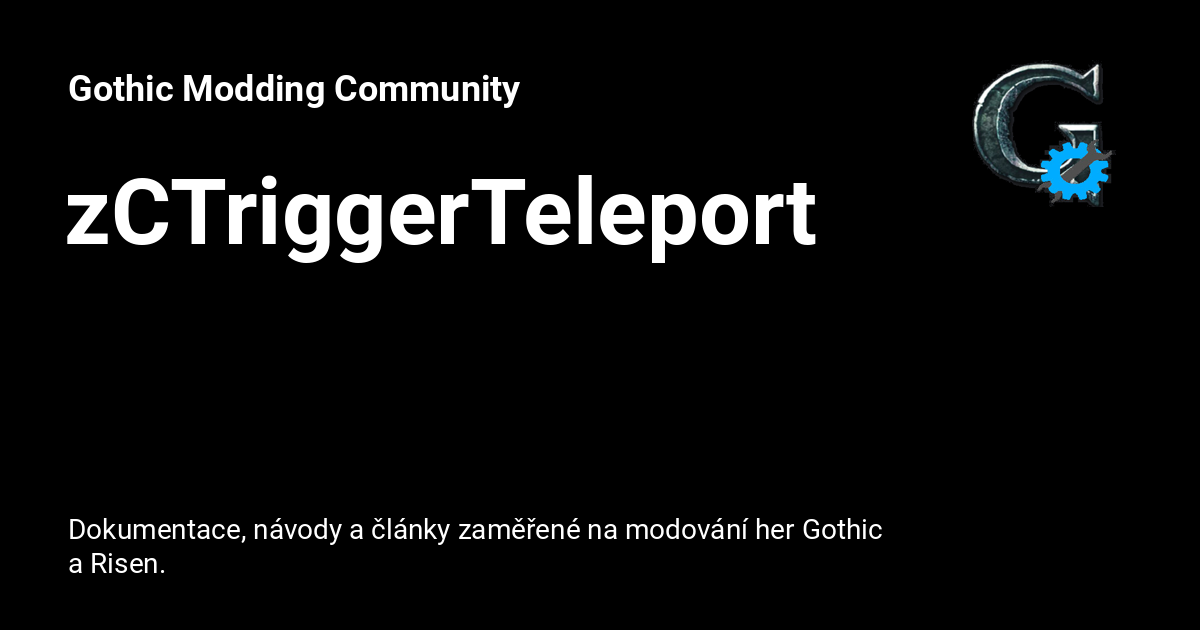 Gothic Modding Community
zCTriggerTeleport
Dokumentace, návody a články zaměřené na modování her Gothic
a Risen.